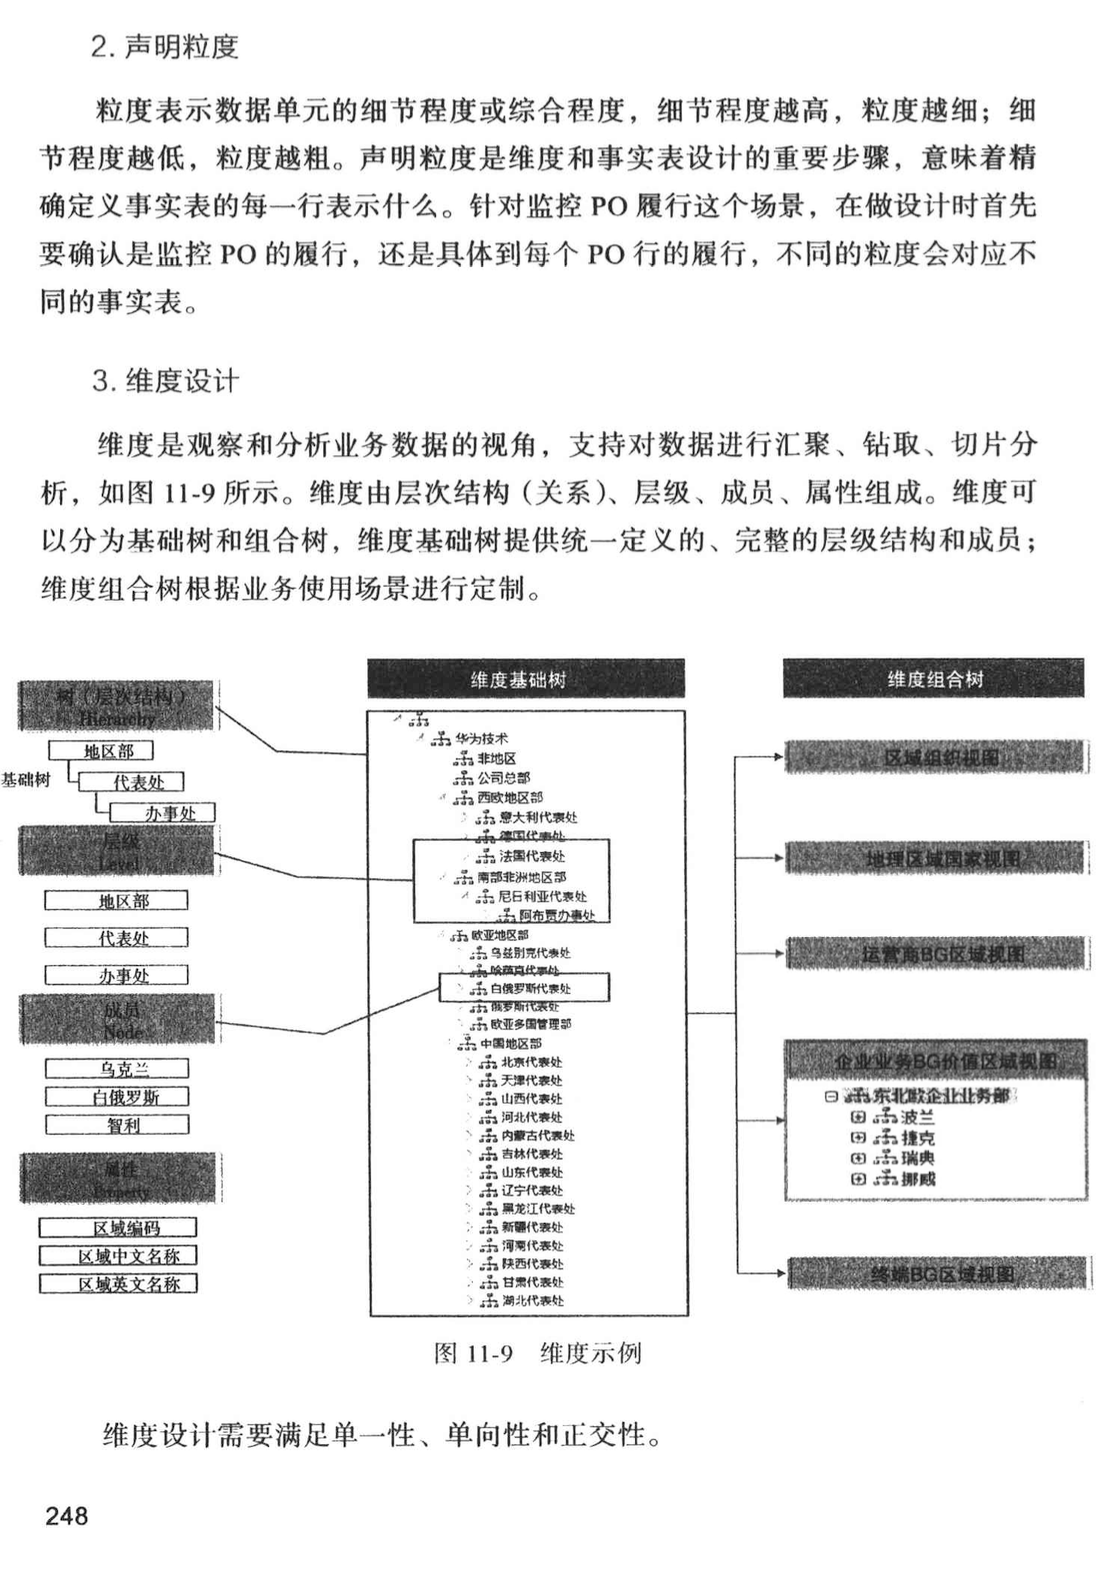 2. 声明粒度
粒度表示数据单元的细节程度或综合程度，细节程度越高，粒度越细；细
节程度越低，粒度越粗。声明粒度是维度和事实表设计的重要步骤，意味着精
确定义事实表的每一行表示什么。针对监控 PO 履行这个场景，在做设计时首先
要确认是监控 PO 的履行，还是具体到每个 PO 行的履行，不同的粒度会对应不
同的事实表。
3. 维度设计
维度是观察和分析业务数据的视角，支持对数据进行汇聚、钻取、切片分
析，如图 11-9 所示。维度由层次结构（关系）、层级、成员、属性组成。维度可
以分为基础树和组合树，维度基础树提供统一定义的、完整的层级结构和成员；
维度组合树根据业务使用场景进行定制。
树（层次结构）
Hierarchy
地区部
基础树
代表处
办事处
层级
Level
地区部
代表处
办事处
成员
Node
乌克兰
白俄罗斯
智利
属性
Property
区域编码
区域中文名称
区域英文名称
维度基础树
华为技术
非地区
公司总部
西欧地区部
意大利代表处
德国代表处
法国代表处
南部非洲地区部
尼日利亚代表处
阿布贾办事处
欧亚地区部
乌兹别克代表处
哈萨克代表处
白俄罗斯代表处
俄罗斯代表处
欧亚多国管理部
中国地区部
北京代表处
天津代表处
山西代表处
河北代表处
内蒙古代表处
吉林代表处
山东代表处
辽宁代表处
黑龙江代表处
新疆代表处
河南代表处
陕西代表处
甘肃代表处
湖北代表处
维度组合树
区域组织视图
地理区域国家视图
运营商BG区域视图
企业业务BG价值区域视图
东北欧企业业务部
波兰
捷克
瑞典
挪威
终端BG区域视图
图 11-9 维度示例
维度设计需要满足单一性、单向性和正交性。
248